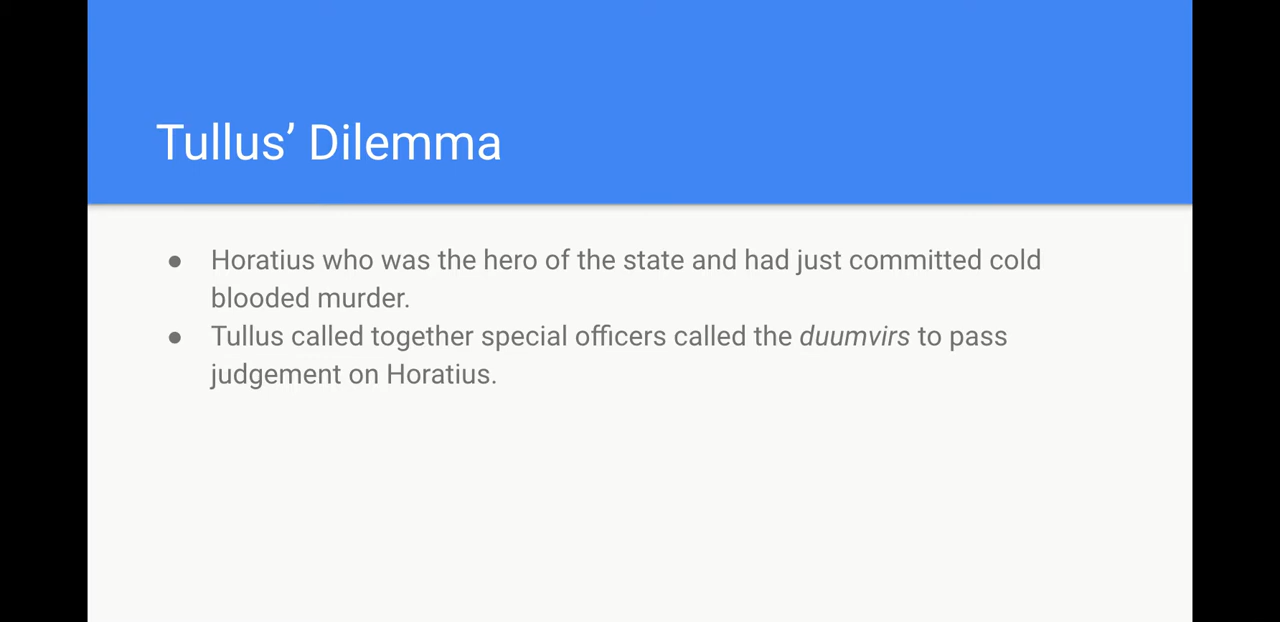 Tullus’ Dilemma
● Horatius who was the hero of the state and had just committed cold
blooded murder.
● Tullus called together special officers called the duumvirs to pass
judgement on Horatius.